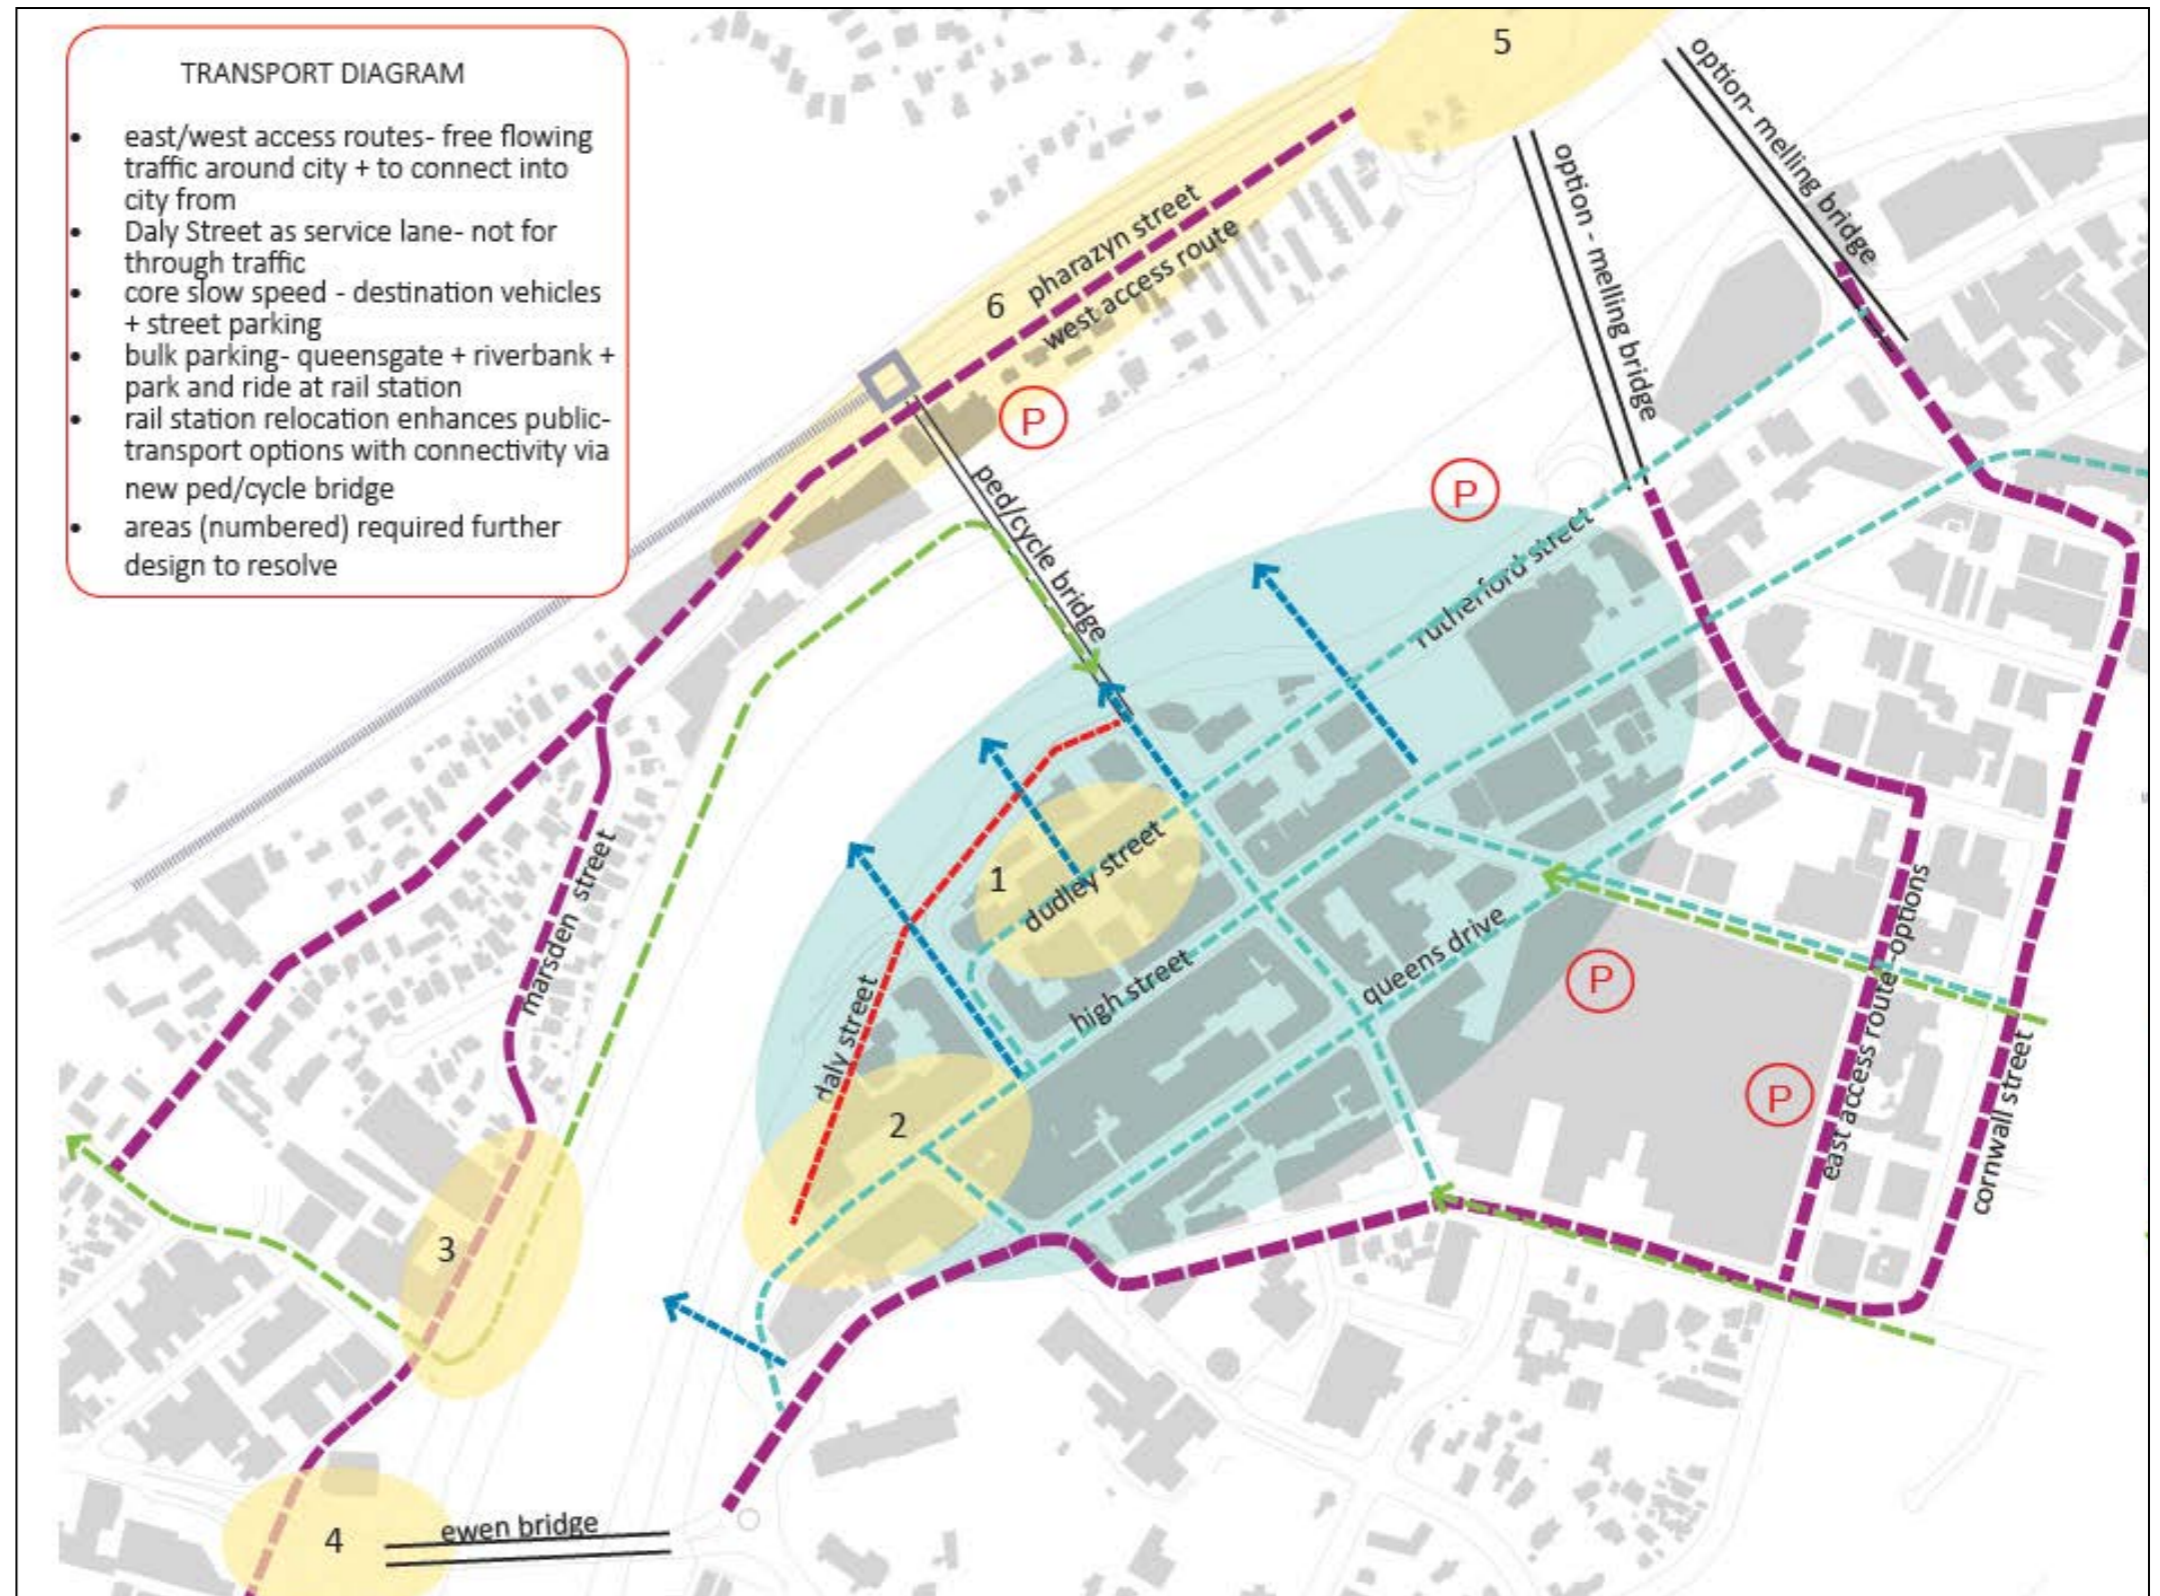 TRANSPORT DIAGRAM
• east/west access routes- free flowing
traffic around city + to connect into
city from
• Daly Street as service lane- not for
through traffic
• core slow speed - destination vehicles
+ street parking
• bulk parking- queensgate + riverbank +
park and ride at rail station
• rail station relocation enhances public-
transport options with connectivity via
new ped/cycle bridge
• areas (numbered) required further
design to resolve
5
option- melling bridge
option - melling bridge
pharazyn street
west access route
6
P
ped/cycle bridge
P
rutherford street
1
dudley street
marsden street
high street
queens drive
P
daly street
P
east access route -options
cornwall street
2
3
4
ewen bridge